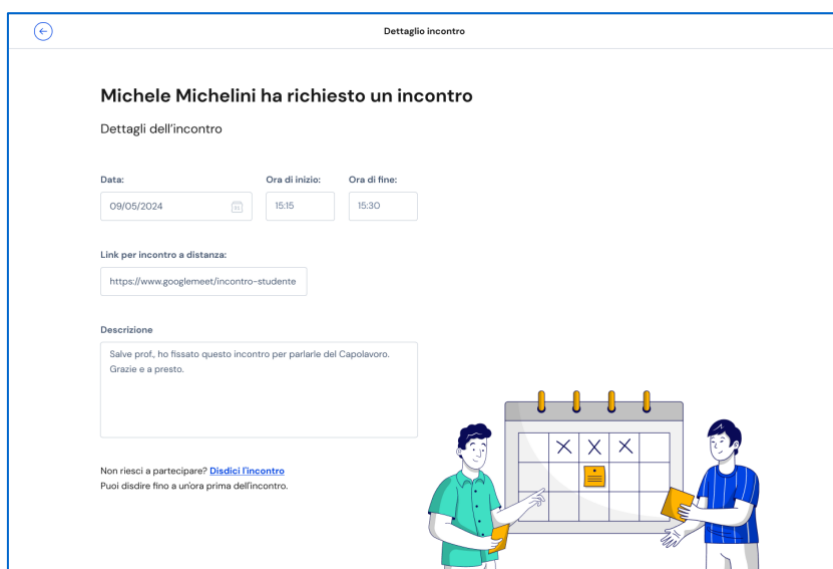 Dettaglio incontro
Michele Michelini ha richiesto un incontro
Dettagli dell'incontro
Data: Ora di inizio: Ora di fine:
09/05/2024 15:15 15:30
Link per incontro a distanza:
https://www.googlemeet/incontro-studente
Descrizione
Salve prof., ho fissato questo incontro per parlarle del Capolavoro.
Grazie e a presto.
Non riesci a partecipare? Disdici l'incontro
Puoi disdire fino a un'ora prima dell'incontro.